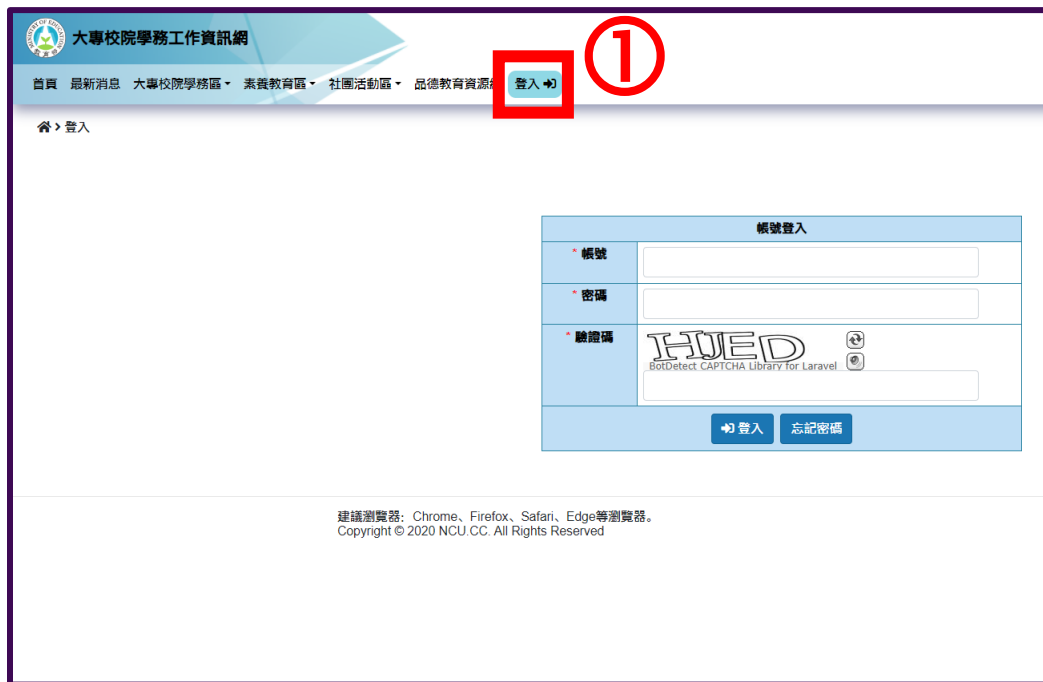 大專校院學務工作資訊網
①
首頁 最新消息 大專校院學務區 素養教育區 社團活動區 品德教育資源 登入
登入
帳號登入
* 帳號
* 密碼
* 驗證碼
HJED
BotDetect CAPTCHA Library for Laravel
登入 忘記密碼
建議瀏覽器: Chrome、Firefox、Safari、Edge等瀏覽器。
Copyright © 2020 NCU.CC. All Rights Reserved